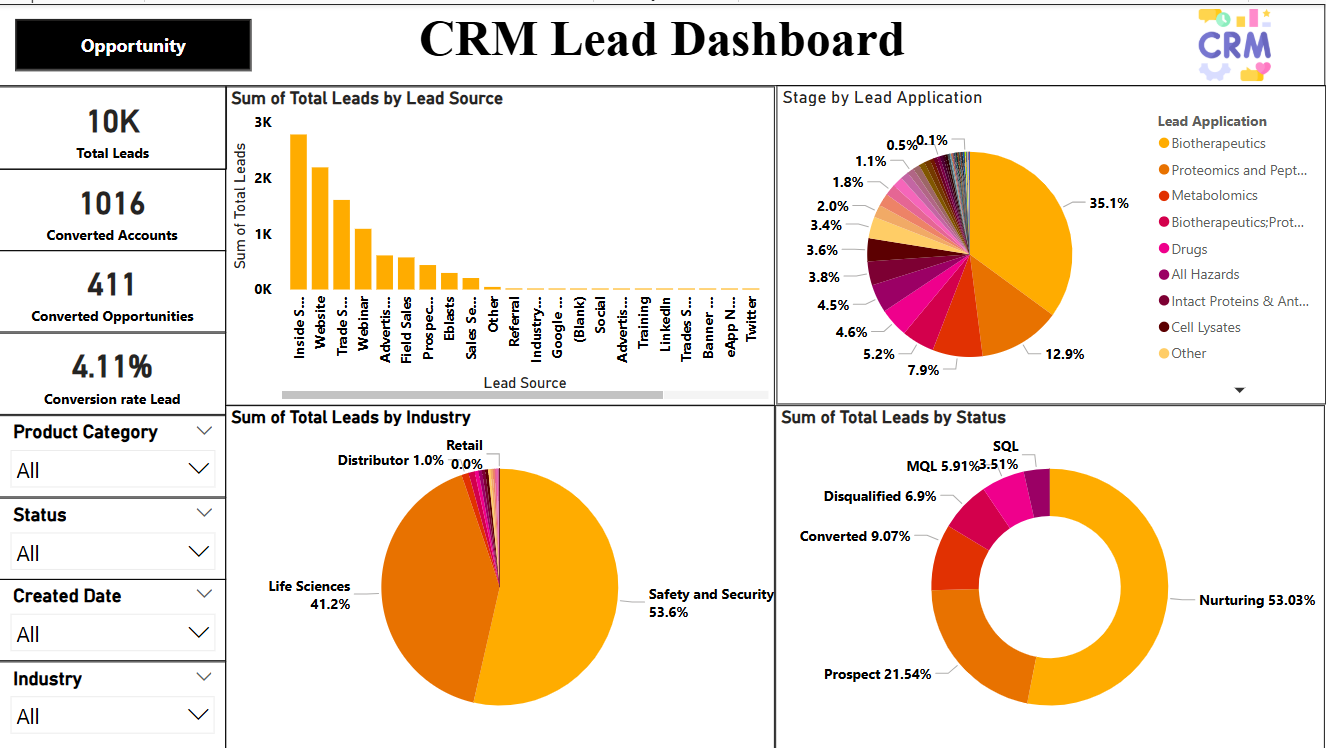 Opportunity
CRM Lead Dashboard
CRM
10K
Total Leads
1016
Converted Accounts
411
Converted Opportunities
4.11%
Conversion rate Lead
Product Category
All
Status
All
Created Date
All
Industry
All
Sum of Total Leads by Lead Source
Sum of Total Leads
3K
2K
1K
0K
Inside S...
Website
Trade S...
Webinar
Advertis...
Field Sales
Prospec...
Eblasts
Sales Se...
Other
Referral
Industry...
Google ...
(Blank)
Social
Advertis...
Training
LinkedIn
Trades S...
Banner ...
eApp N...
Twitter
Lead Source
Stage by Lead Application
35.1%
12.9%
7.9%
5.2%
4.6%
4.5%
3.8%
3.6%
3.4%
2.0%
1.8%
1.1%
0.5%
0.1%
Lead Application
Biotherapeutics
Proteomics and Pept...
Metabolomics
Biotherapeutics;Prot...
Drugs
All Hazards
Intact Proteins & Ant...
Cell Lysates
Other
Sum of Total Leads by Industry
Retail
0.0%
Distributor 1.0%
Life Sciences
41.2%
Safety and Security
53.6%
Sum of Total Leads by Status
SQL
3.51%
MQL 5.91%
Disqualified 6.9%
Converted 9.07%
Prospect 21.54%
Nurturing 53.03%